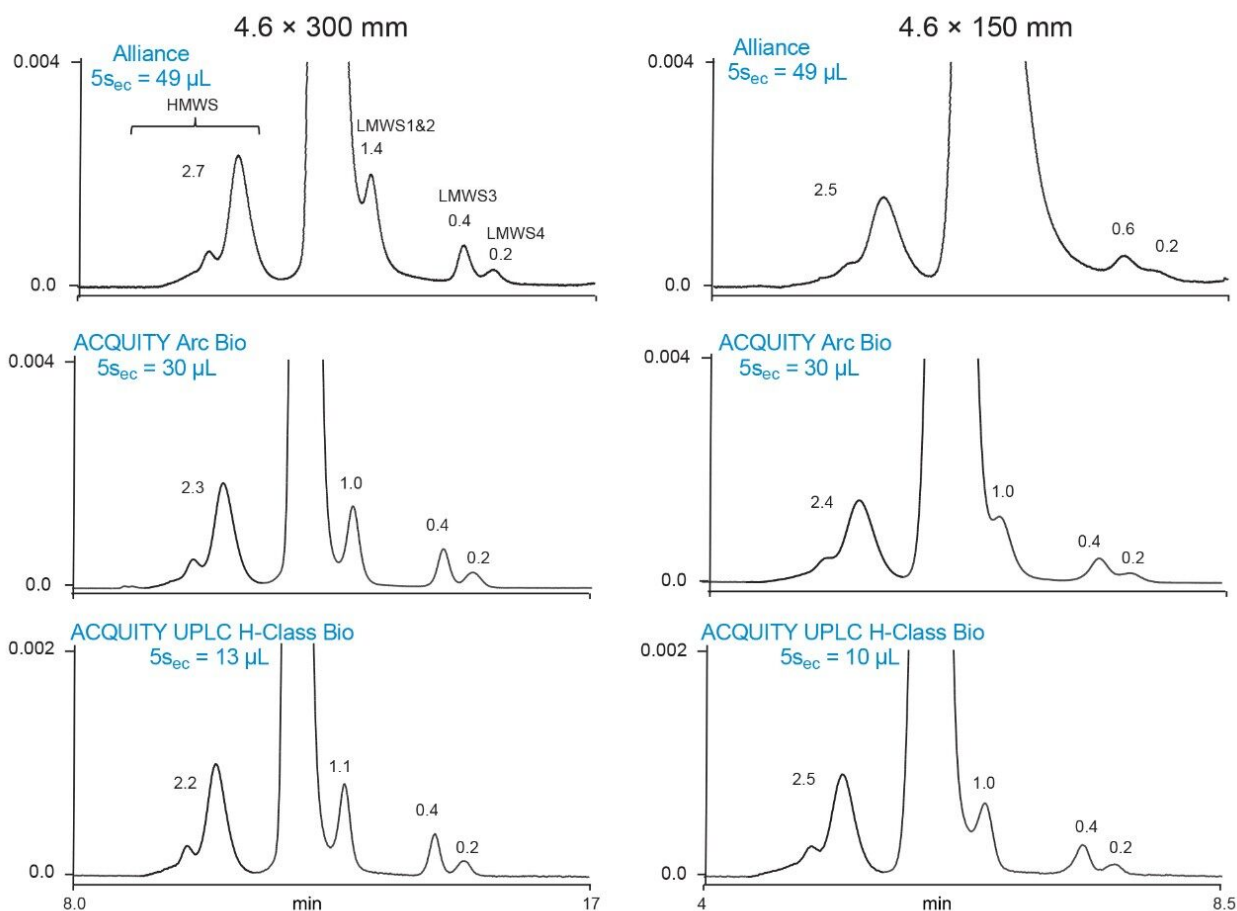 4.6 × 300 mm
Alliance
5s_ec = 49 µL
0.004
HMWS
2.7
LMWS1&2
1.4
LMWS3
0.4
LMWS4
0.2
0.0
4.6 × 150 mm
Alliance
5s_ec = 49 µL
0.004
2.5
0.6
0.2
0.0
ACQUITY Arc Bio
5s_ec = 30 µL
0.004
2.3
1.0
0.4
0.2
0.0
ACQUITY Arc Bio
5s_ec = 30 µL
0.004
2.4
1.0
0.4
0.2
0.0
ACQUITY UPLC H-Class Bio
5s_ec = 13 µL
0.002
2.2
1.1
0.4
0.2
0.0
8.0
min
17
ACQUITY UPLC H-Class Bio
5s_ec = 10 µL
0.002
2.5
1.0
0.4
0.2
0.0
4
min
8.5